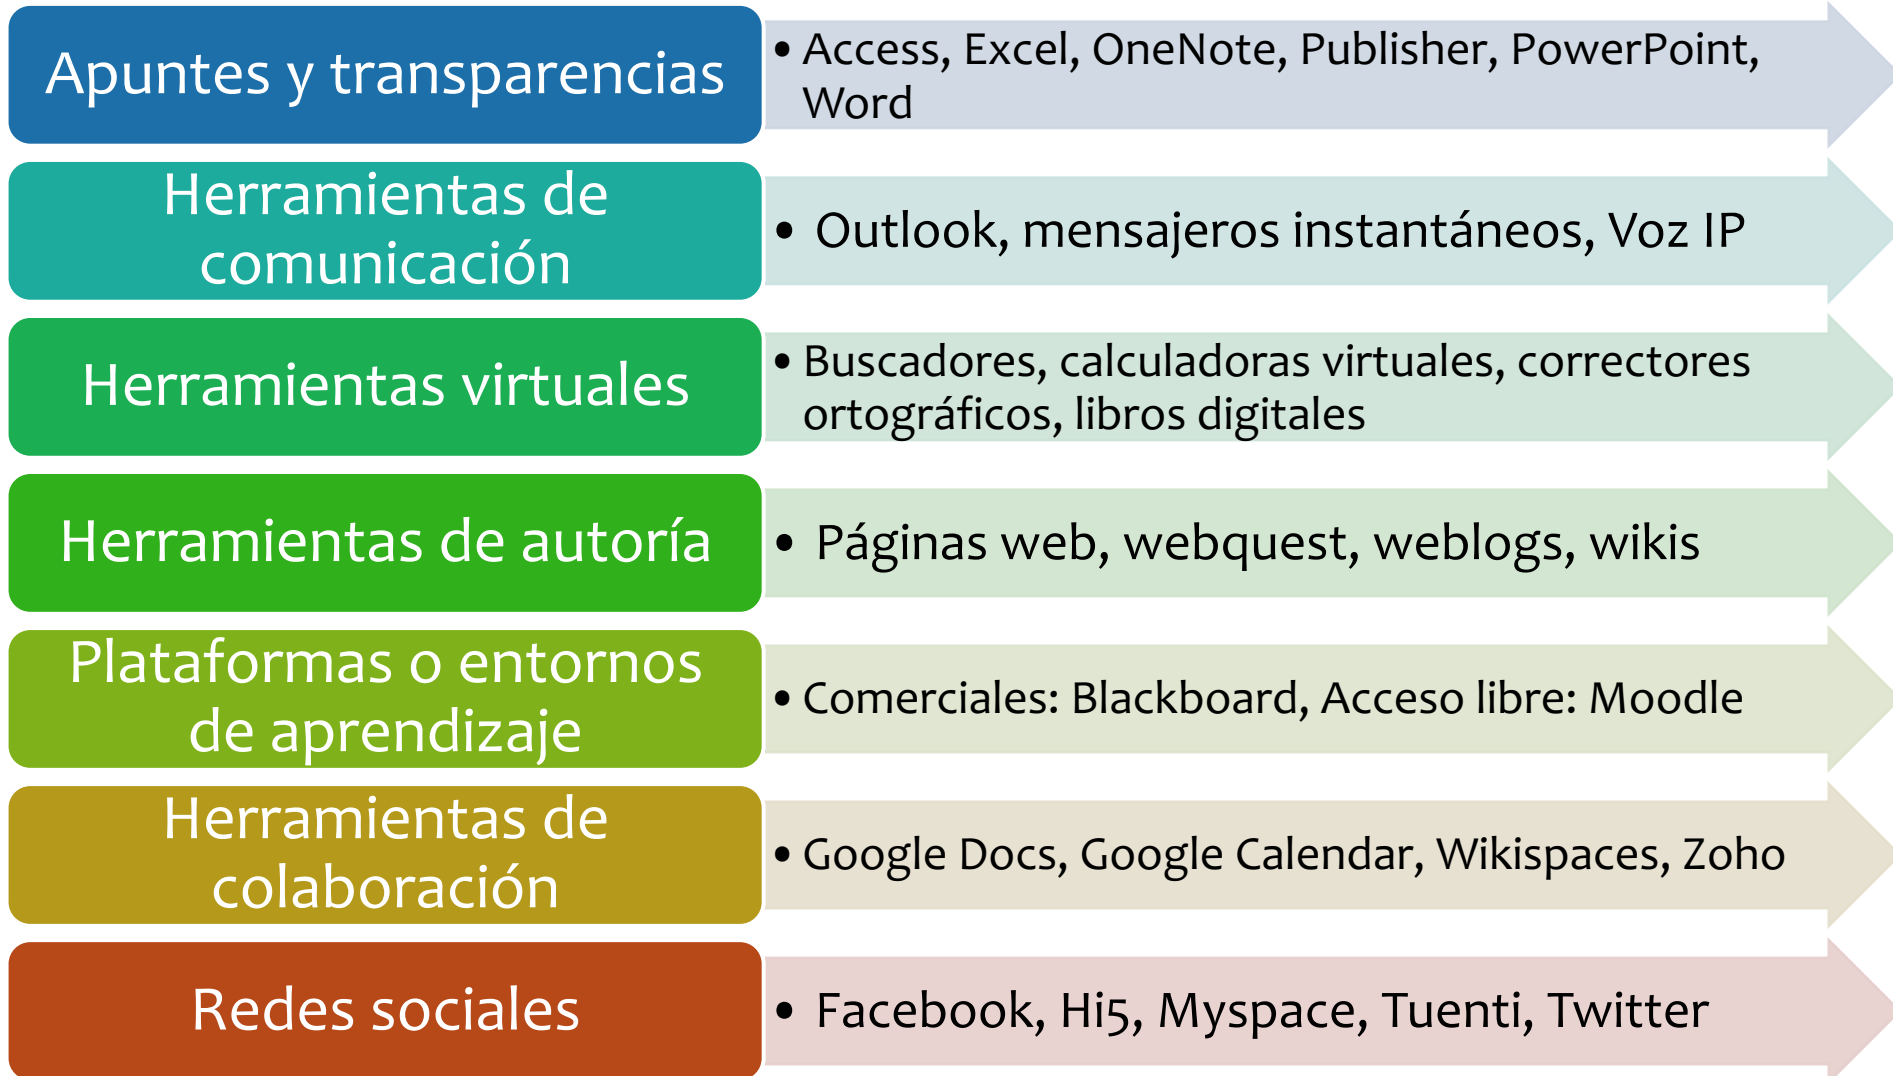 Apuntes y transparencias
• Access, Excel, OneNote, Publisher, PowerPoint,
Word
Herramientas de
comunicación
• Outlook, mensajeros instantáneos, Voz IP
Herramientas virtuales
• Buscadores, calculadoras virtuales, correctores
ortográficos, libros digitales
Herramientas de autoría
• Páginas web, webquest, weblogs, wikis
Plataformas o entornos
de aprendizaje
• Comerciales: Blackboard, Acceso libre: Moodle
Herramientas de
colaboración
• Google Docs, Google Calendar, Wikispaces, Zoho
Redes sociales
• Facebook, Hi5, Myspace, Tuenti, Twitter